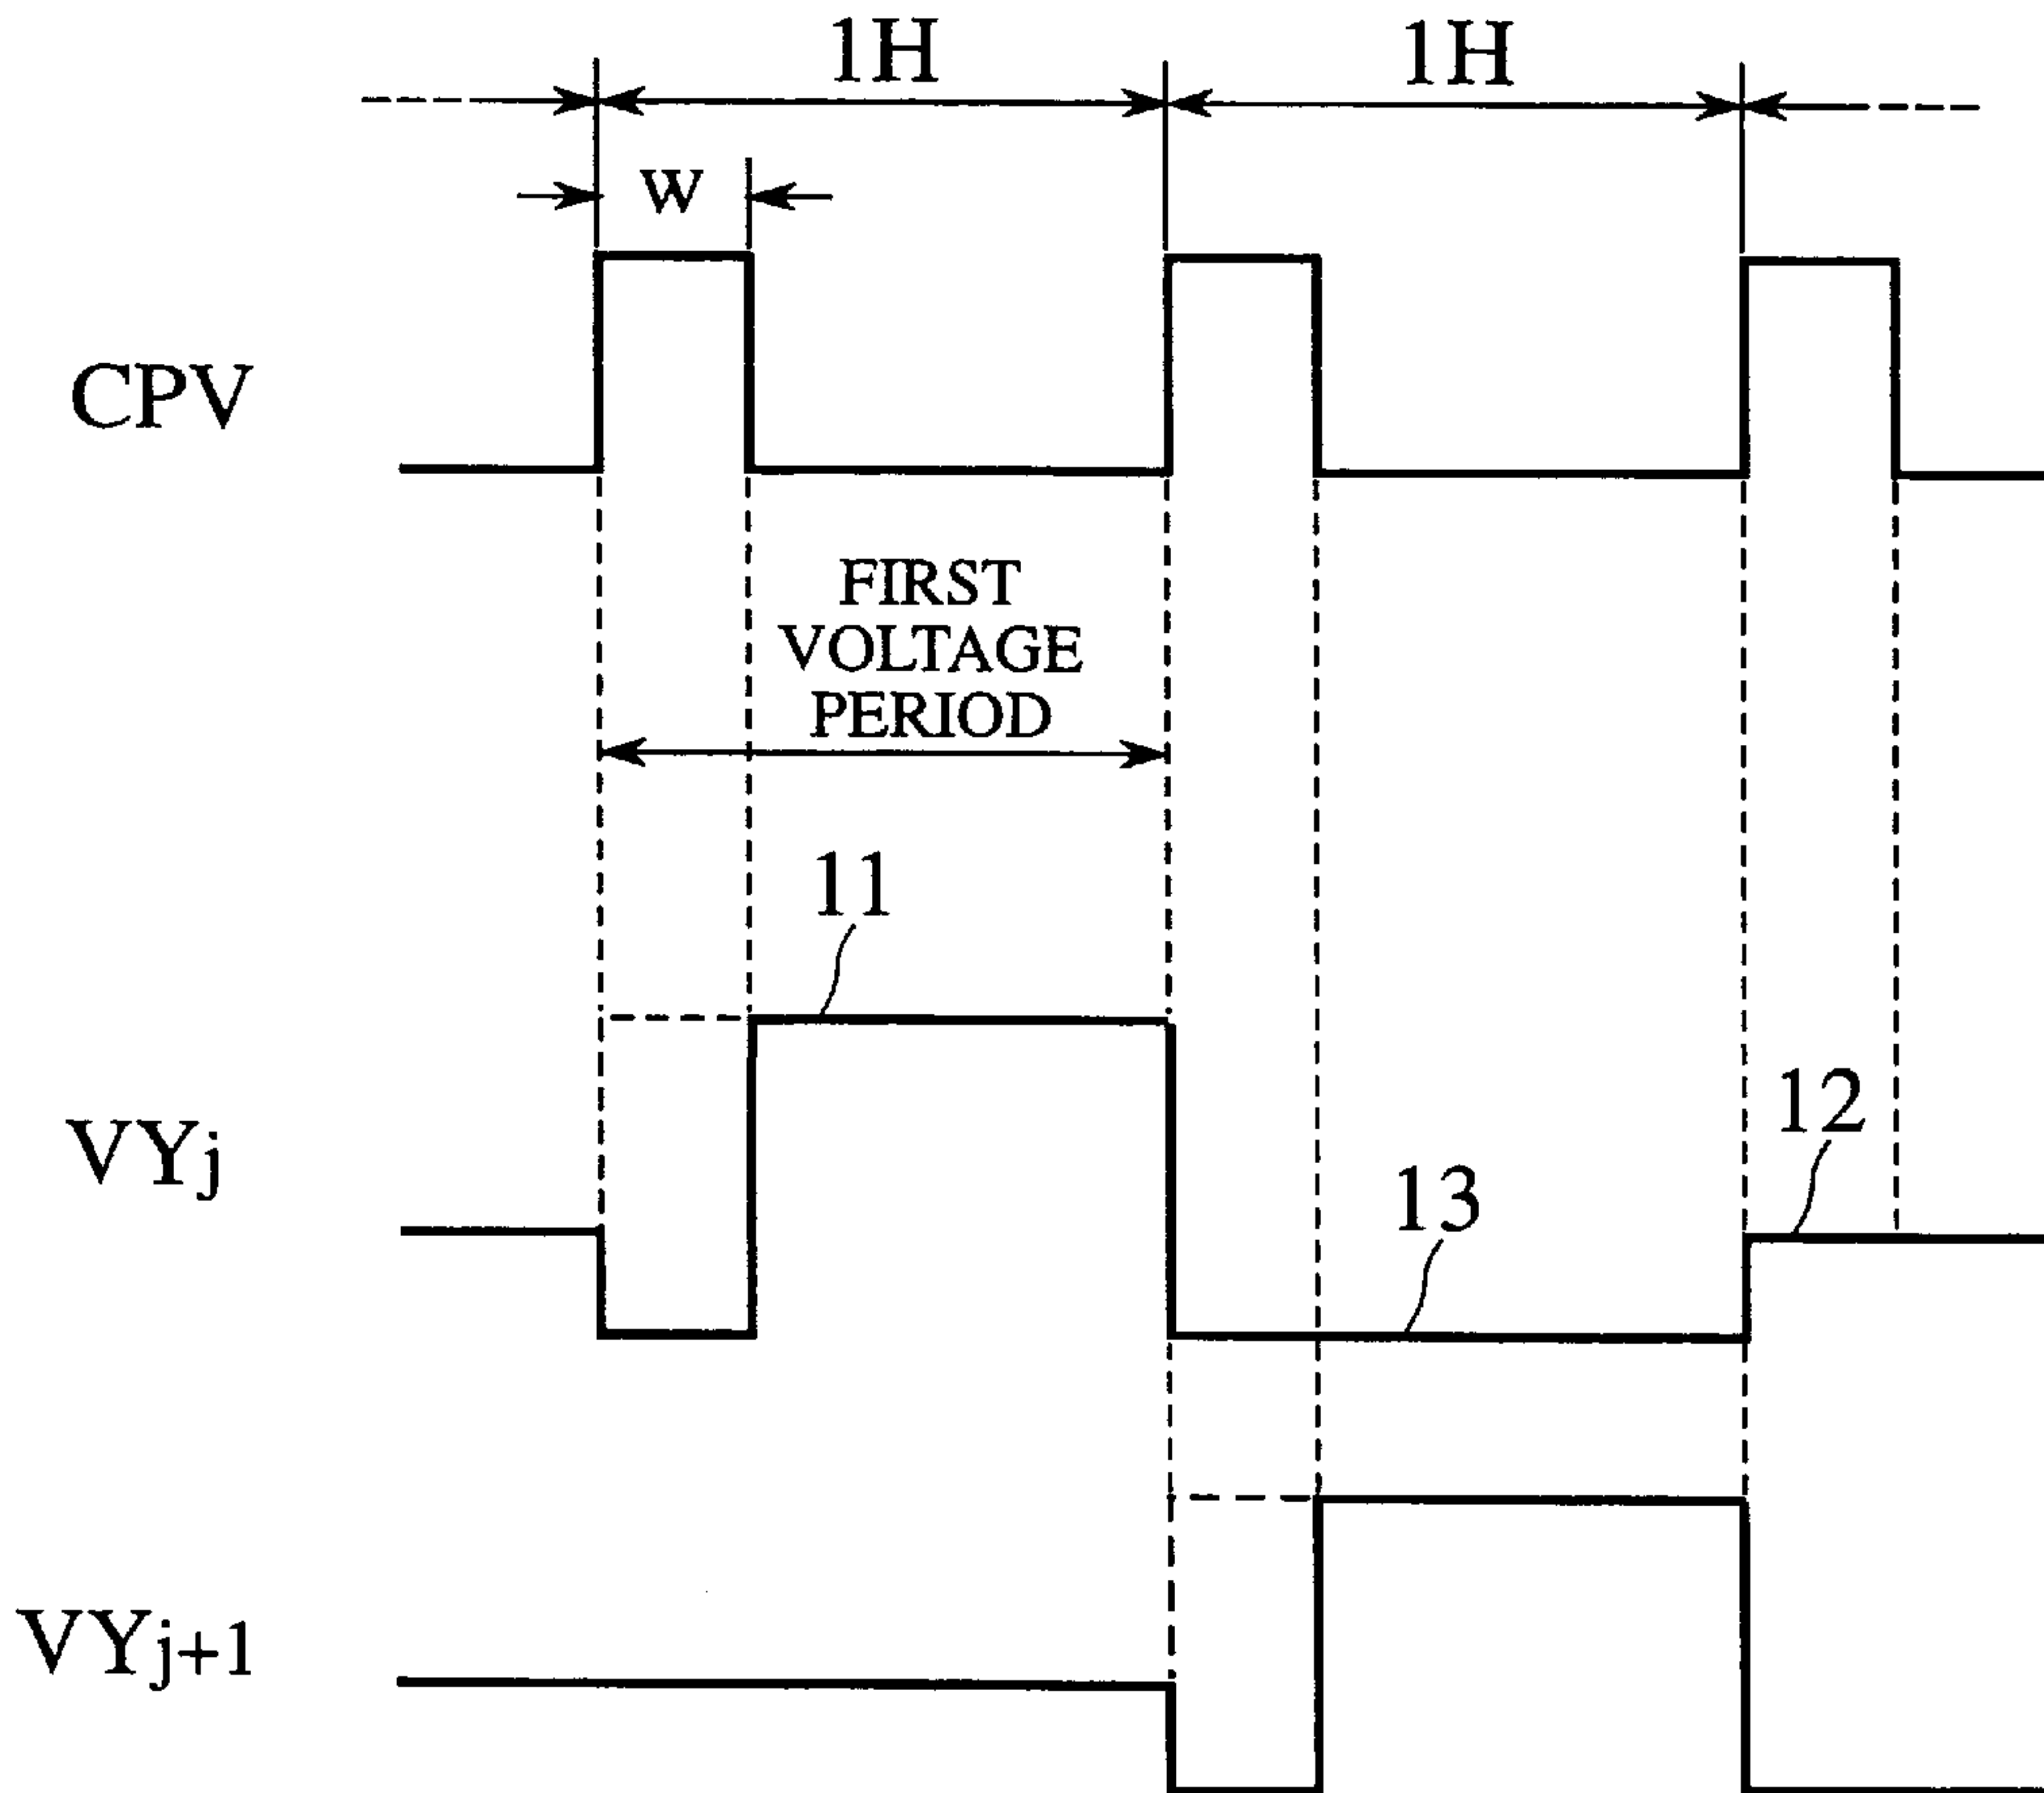 1H 1H
w
CPV
FIRST
VOLTAGE
PERIOD
11
12
VYj
13
VYj+1